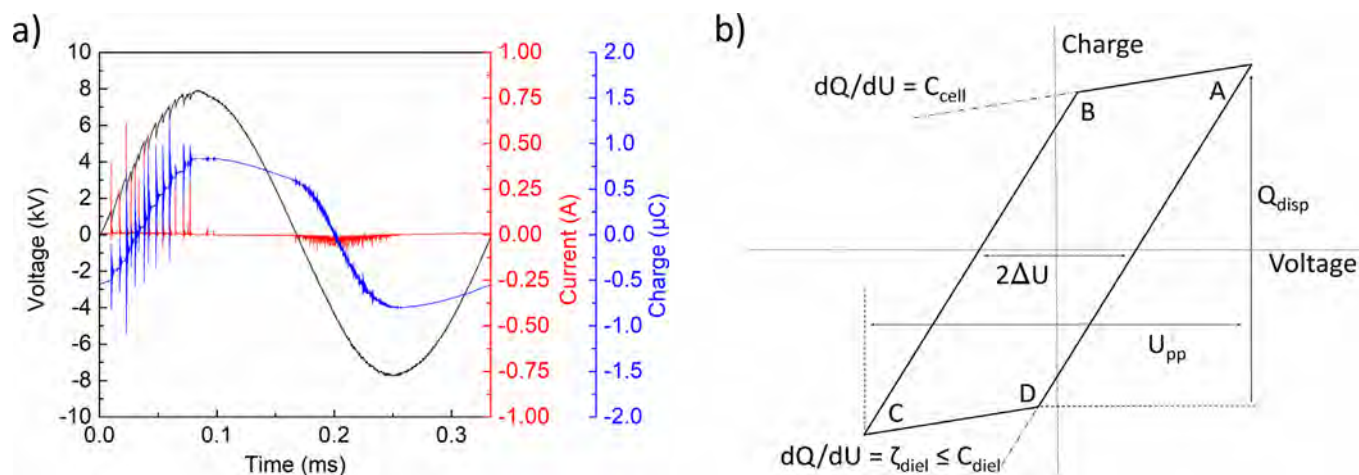 a)
10
8
6
4
2
0
-2
-4
-6
-8
-10
Voltage (kV)
0.0
0.1
0.2
0.3
Time (ms)
1.00
0.75
0.50
0.25
0.00
-0.25
-0.50
-0.75
-1.00
Current (A)
2.0
1.5
1.0
0.5
0.0
-0.5
-1.0
-1.5
-2.0
Charge (µC)
b)
Charge
dQ/dU = C_cell
B
A
Q_disp
Voltage
2ΔU
U_pp
D
C
dQ/dU = ζ_diel ≤ C_diel